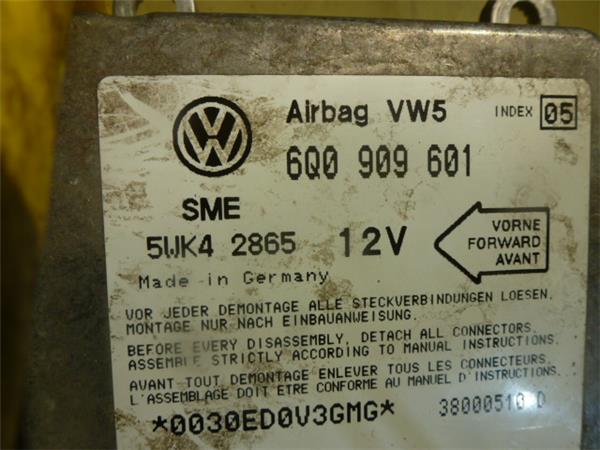 VW
Airbag VW5
INDEX 05
6Q0 909 601
SME
5WK4 2865 12V
VORNE
FORWARD
AVANT
Made in Germany
VOR JEDER DEMONTAGE ALLE STECKVERBINDUNGEN LOESEN.
MONTAGE NUR NACH EINBAUANWEISUNG.
BEFORE EVERY DISASSEMBLY, DETACH ALL CONNECTORS.
ASSEMBLE STRICTLY ACCORDING TO MANUAL INSTRUCTIONS.
AVANT TOUT DEMONTAGE ENLEVER TOUS LES CONNECTEURS.
L'ASSEMBLAGE DOIT ETRE CONFORME AU MANUEL D'INSTRUCTIONS.
*0030ED0V3GMG* 38000510 D